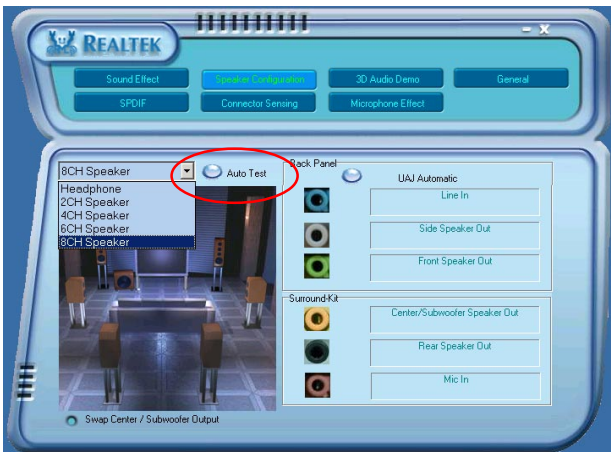 REALTEK
- x
Sound Effect
Speaker Configuration
3D Audio Demo
General
SPDIF
Connector Sensing
Microphone Effect
8CH Speaker
Auto Test
Headphone
2CH Speaker
4CH Speaker
6CH Speaker
8CH Speaker
Back Panel
UAJ Automatic
Line In
Side Speaker Out
Front Speaker Out
Surround-Kit
Center/Subwoofer Speaker Out
Rear Speaker Out
Mic In
Swap Center / Subwoofer Output